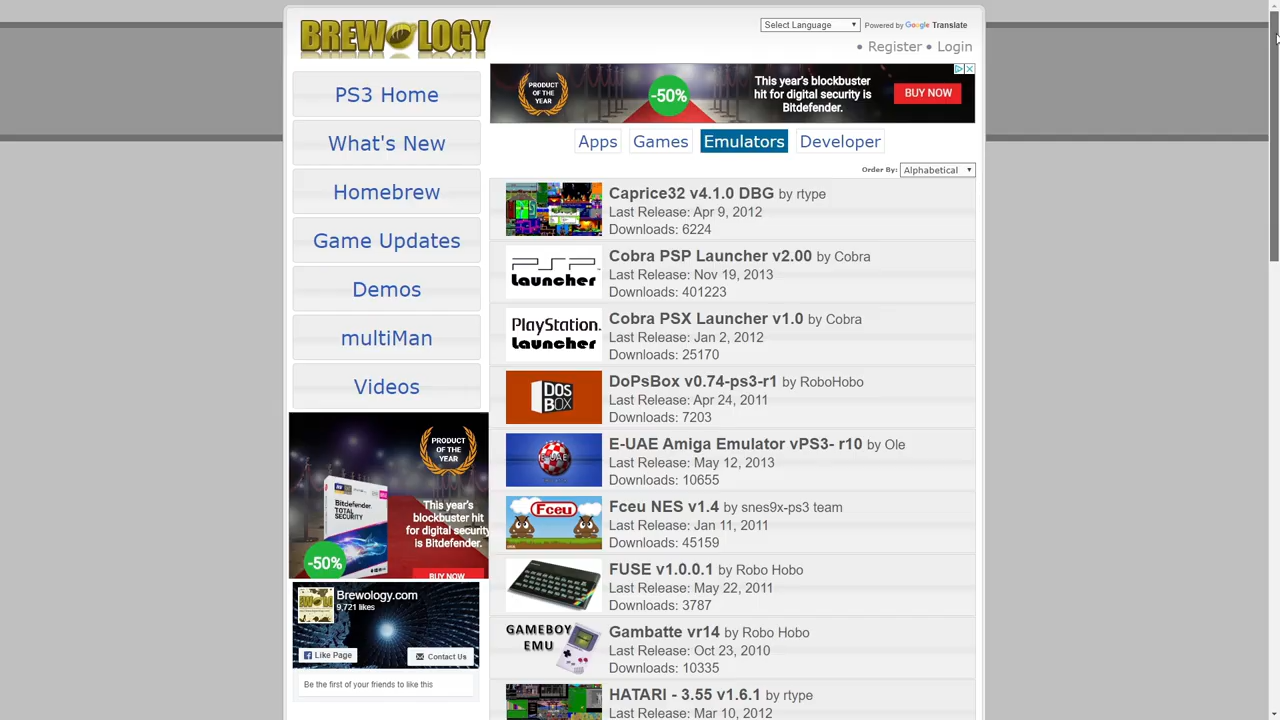 BREWOLOGY
Select Language
Powered by Google Translate
• Register • Login
PS3 Home
What's New
Homebrew
Game Updates
Demos
multiMan
Videos
PRODUCT
OF THE
YEAR
-50%
This year's blockbuster
hit for digital security is
Bitdefender.
BUY NOW
Apps
Games
Emulators
Developer
Order By: Alphabetical
Caprice32 v4.1.0 DBG by rtype
Last Release: Apr 9, 2012
Downloads: 6224
PSP
Launcher
Cobra PSP Launcher v2.00 by Cobra
Last Release: Nov 19, 2013
Downloads: 401223
PlayStation.
Launcher
Cobra PSX Launcher v1.0 by Cobra
Last Release: Jan 2, 2012
Downloads: 25170
DOS
BOX
DoPsBox v0.74-ps3-r1 by RoboHobo
Last Release: Apr 24, 2011
Downloads: 7203
E-UAE
E-UAE Amiga Emulator vPS3- r10 by Ole
Last Release: May 12, 2013
Downloads: 10655
Fceu
Fceu NES v1.4 by snes9x-ps3 team
Last Release: Jan 11, 2011
Downloads: 45159
FUSE v1.0.0.1 by Robo Hobo
Last Release: May 22, 2011
Downloads: 3787
GAMEBOY
EMU
Gambatte vr14 by Robo Hobo
Last Release: Oct 23, 2010
Downloads: 10335
HATARI - 3.55 v1.6.1 by rtype
Last Release: Mar 10, 2012
PRODUCT
OF THE
YEAR
Bitdefender
TOTAL
SECURITY
This year's
blockbuster hit
for digital security
is Bitdefender.
-50%
BUY NOW
Brewology.com
9,721 likes
Like Page
Contact Us
Be the first of your friends to like this